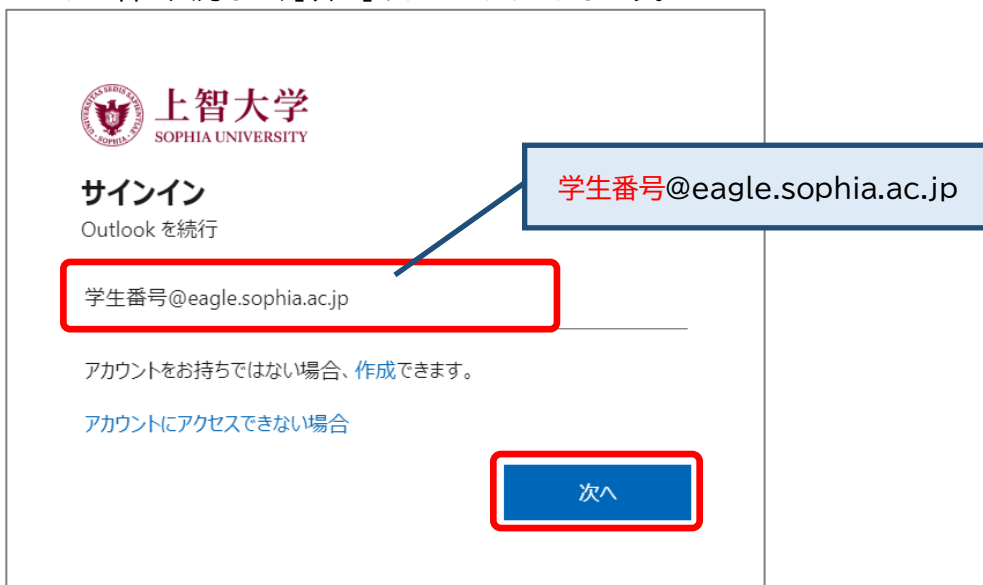 上智大学
SOPHIA UNIVERSITY
サインイン
Outlook を続行
学生番号@eagle.sophia.ac.jp
学生番号@eagle.sophia.ac.jp
アカウントをお持ちではない場合、作成できます。
アカウントにアクセスできない場合
次へ